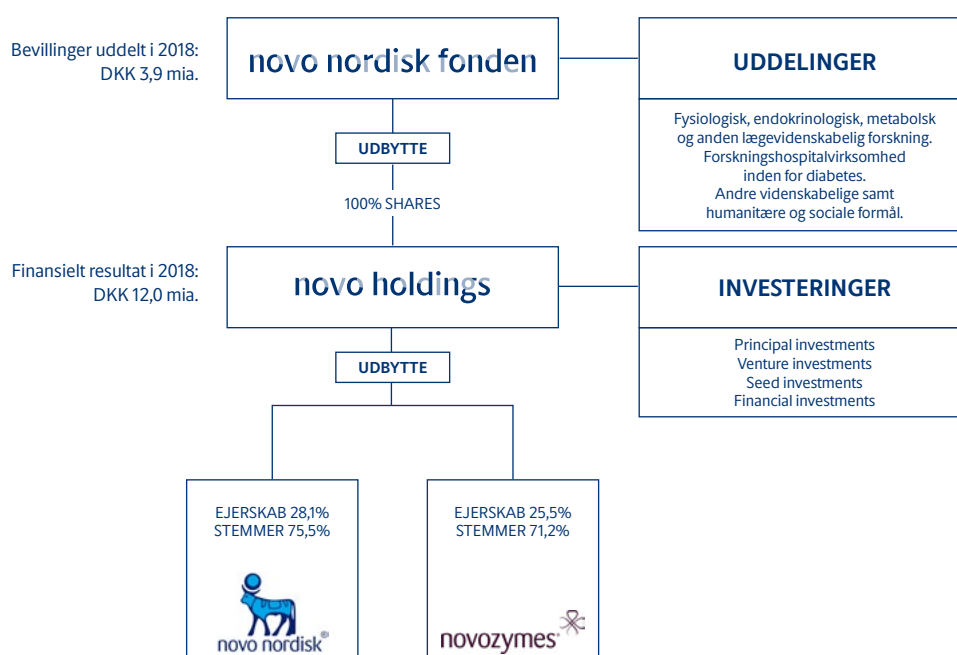 Bevillinger uddelt i 2018:
DKK 3,9 mia.
novo nordisk fonden
UDDELINGER
Fysiologisk, endokrinologisk, metabolsk
og anden lægevidenskabelig forskning.
Forskningshospitalvirksomhed
inden for diabetes.
Andre videnskabelige samt
humanitære og sociale formål.
UDBYTTE
100% SHARES
Finansielt resultat i 2018:
DKK 12,0 mia.
novo holdings
INVESTERINGER
Principal investments
Venture investments
Seed investments
Financial investments
UDBYTTE
EJERSKAB 28,1%
STEMMER 75,5%
novo nordisk®
EJERSKAB 25,5%
STEMMER 71,2%
novozymes